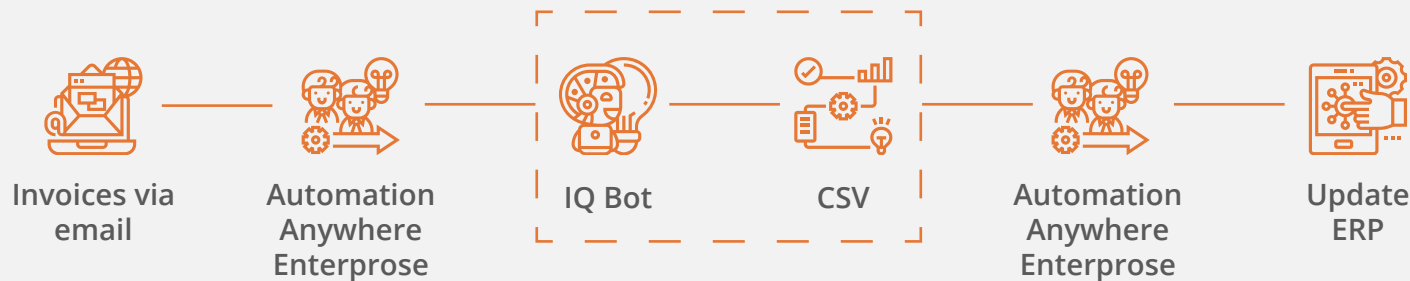 Invoices via
email
Automation
Anywhere
Enterprose
IQ Bot
CSV
Automation
Anywhere
Enterprose
Update
ERP